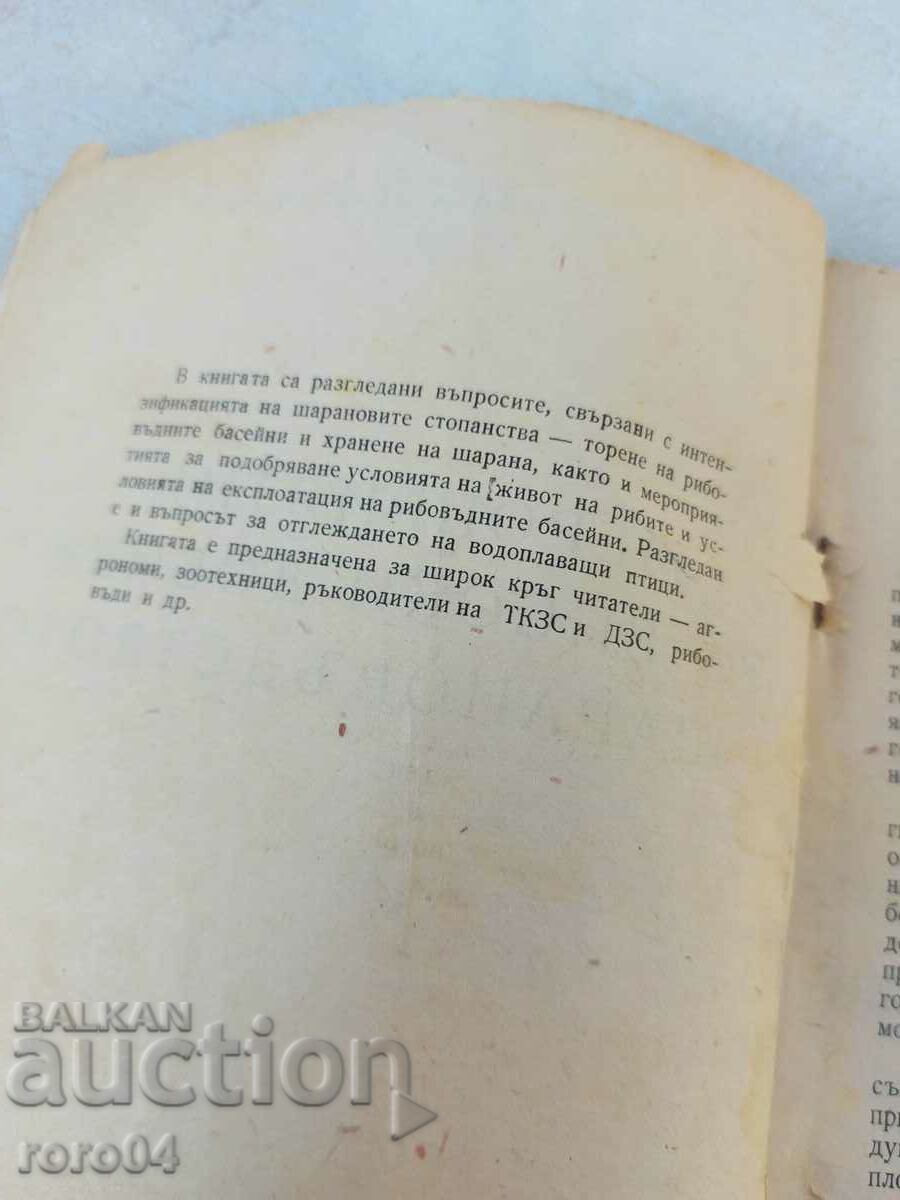 В книгата са разгледани въпросите, свързани с интен-
зификацията на шарановите стопанства — торене на рибо-
въдните басейни и хранене на шарана, както и мероприя-
тията за подобряване условията на живот на рибите и ус-
ловията на експлоатация на рибовъдните басейни. Разгледан
е и въпросът за отглеждането на водоплаващи птици.
Книгата е предназначена за широк кръг читатели — аг-
рономи, зоотехници, ръководители на ТКЗС и ДЗС, рибо-
въди и др.
BALKAN
auction
roro04